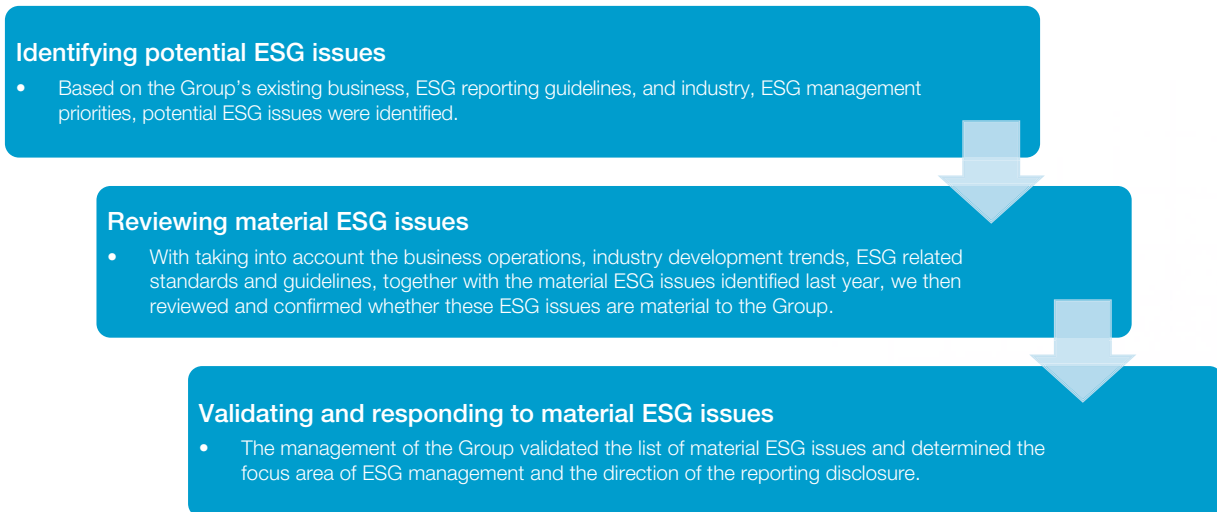 Identifying potential ESG issues
• Based on the Group’s existing business, ESG reporting guidelines, and industry, ESG management
priorities, potential ESG issues were identified.
Reviewing material ESG issues
• With taking into account the business operations, industry development trends, ESG related
standards and guidelines, together with the material ESG issues identified last year, we then
reviewed and confirmed whether these ESG issues are material to the Group.
Validating and responding to material ESG issues
• The management of the Group validated the list of material ESG issues and determined the
focus area of ESG management and the direction of the reporting disclosure.